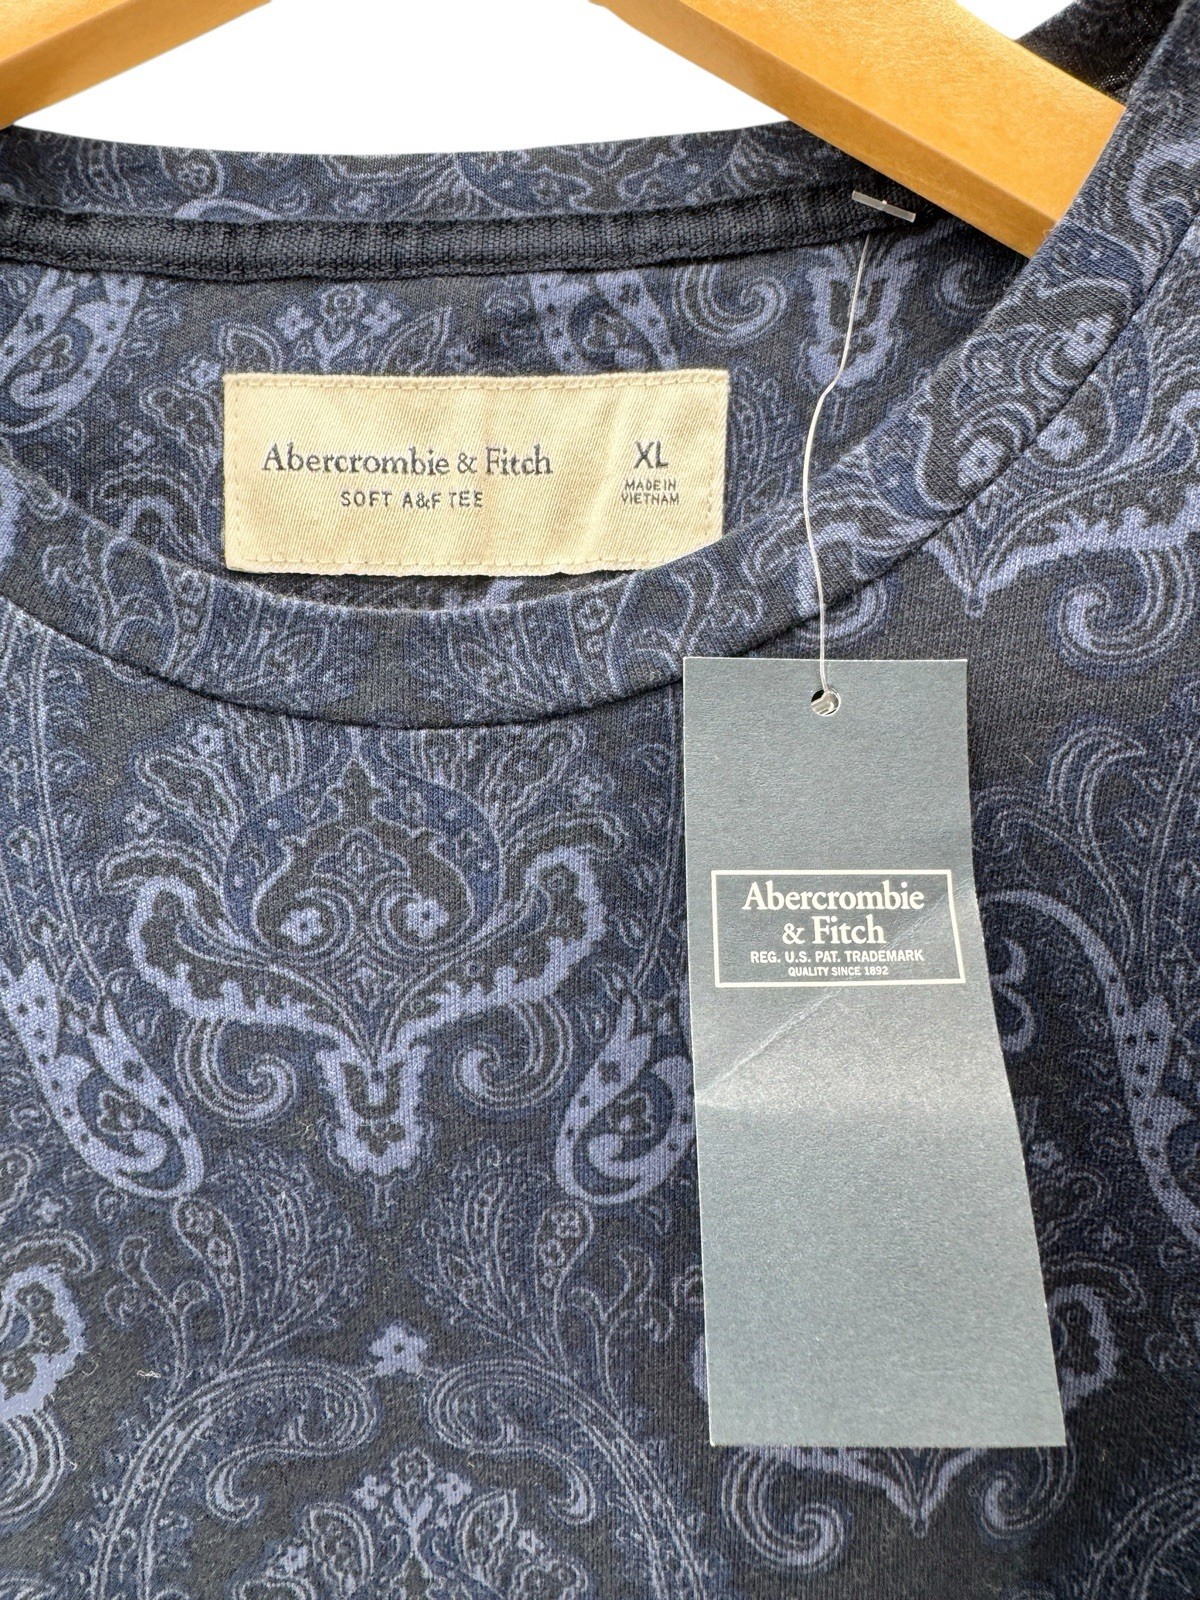 Abercrombie & Fitch
SOFT A&F TEE
XL
MADE IN
VIETNAM
Abercrombie
& Fitch
REG. U.S. PAT. TRADEMARK
QUALITY SINCE 1892